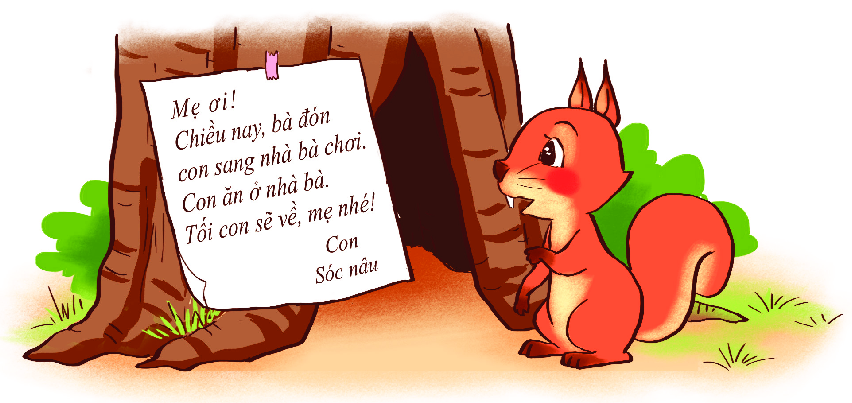 Mẹ ơi!
Chiều nay, bà đón
con sang nhà bà chơi.
Con ăn ở nhà bà.
Tối con sẽ về, mẹ nhé!
Con
Sóc nâu